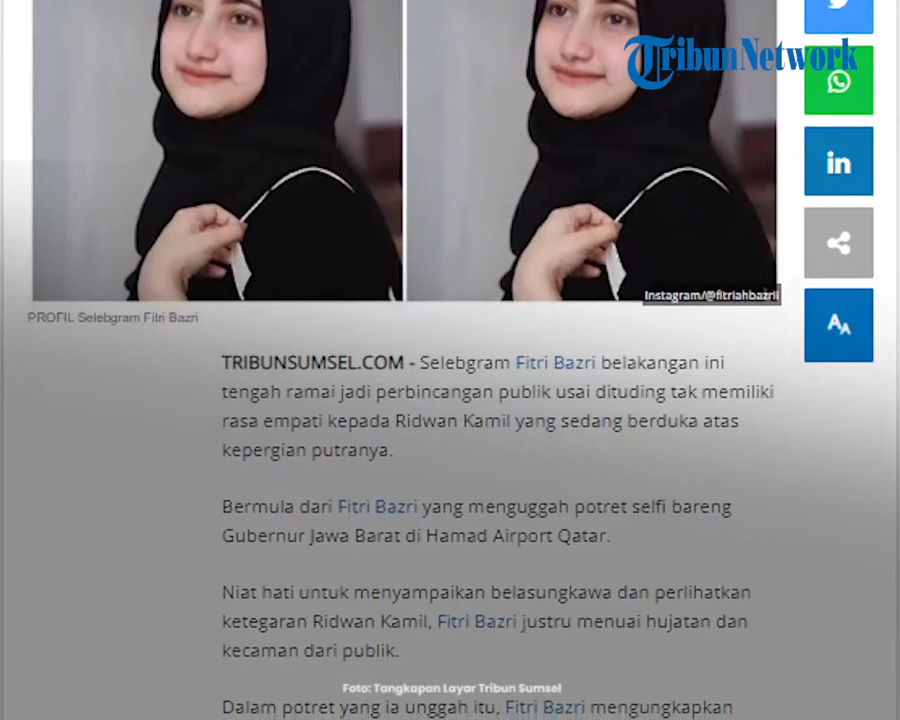 TribunNetwork
in
Instagram/@fitriahbazril
PROFIL Selebgram Fitri Bazri
AA
TRIBUNSUMSEL.COM - Selebgram Fitri Bazri belakangan ini
tengah ramai jadi perbincangan publik usai dituding tak memiliki
rasa empati kepada Ridwan Kamil yang sedang berduka atas
kepergian putranya.
Bermula dari Fitri Bazri yang menguggah potret selfi bareng
Gubernur Jawa Barat di Hamad Airport Qatar.
Niat hati untuk menyampaikan belasungkawa dan perlihatkan
ketegaran Ridwan Kamil, Fitri Bazri justru menuai hujatan dan
kecaman dari publik.
Foto: Tangkapan Layar Tribun Sumsel
Dalam potret yang ia unggah itu, Fitri Bazri mengungkapkan